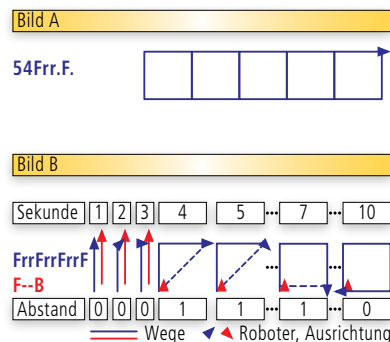 Bild A
54Frr.F.
Bild B
Sekunde 1 2 3 4 5 ... 7 ... 10
FrrFrrFrrF
F--B
... ...
Abstand 0 0 0 1 1 ... 1 ... 0
Wege Roboter, Ausrichtung